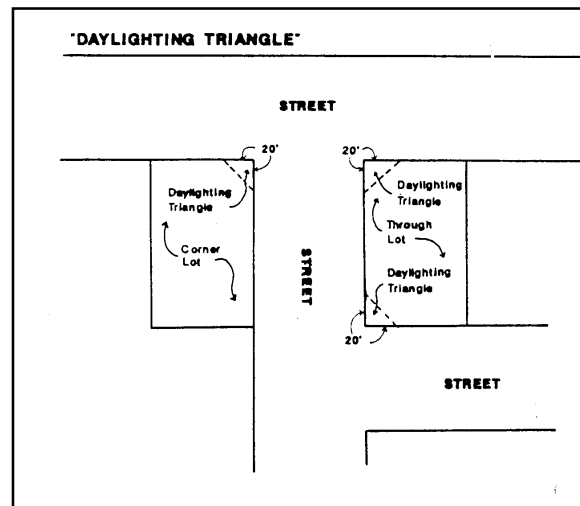 "DAYLIGHTING TRIANGLE"
STREET
20'
20'
Daylighting
Triangle
Corner
Lot
STREET
Daylighting
Triangle
Through
Lot
Daylighting
Triangle
20'
STREET